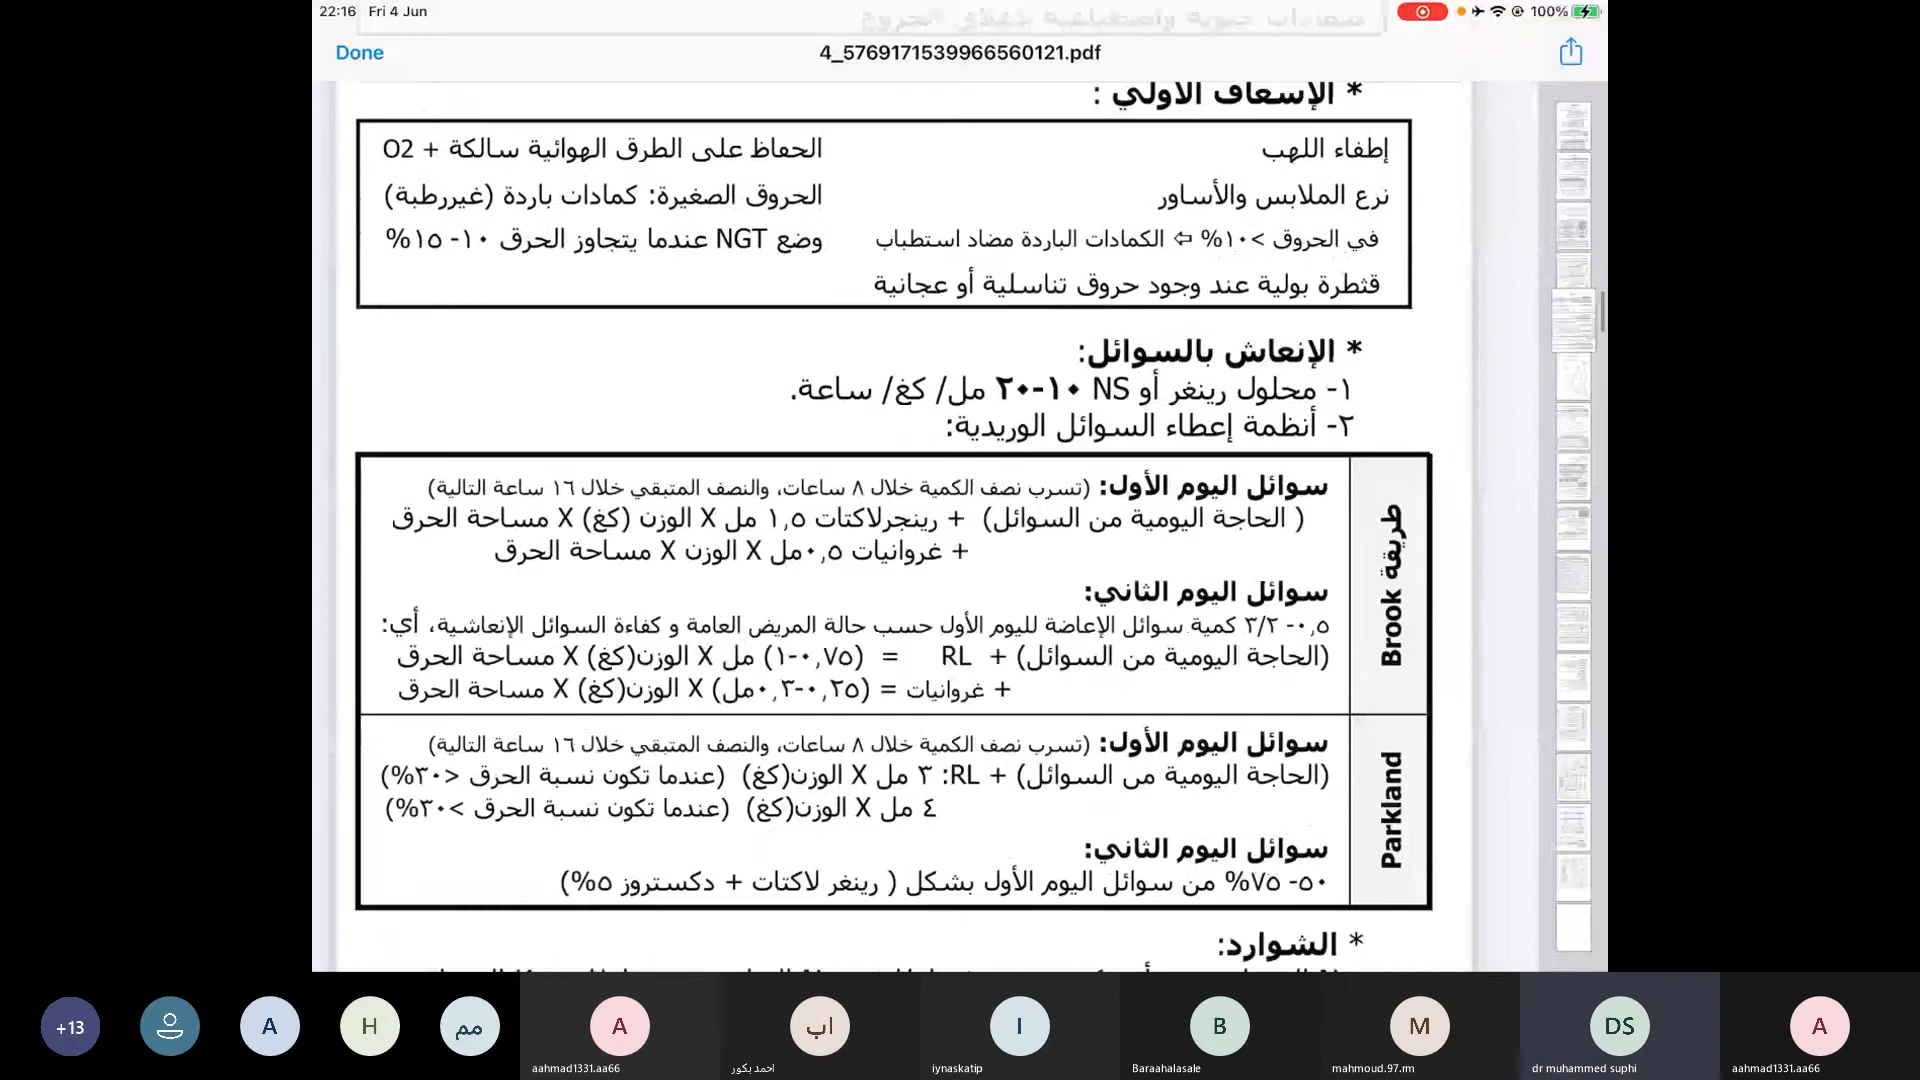 22:16 Fri 4 Jun
100%
Done
4_5769171539966560121.pdf
* الإسعاف الأولي :
إطفاء اللهب
الحفاظ على الطرق الهوائية سالكة + O2
نزع الملابس والأساور
الحروق الصغيرة: كمادات باردة (غيررطبة)
في الحروق >١٠% ⇦ الكمادات الباردة مضاد استطباب
وضع NGT عندما يتجاوز الحرق ١٠- ١٥%
قثطرة بولية عند وجود حروق تناسلية أو عجانية
* الإنعاش بالسوائل:
١- محلول رينغر أو NS ١٠-٢٠ مل/ كغ/ ساعة.
٢- أنظمة إعطاء السوائل الوريدية:
طريقة Brook
سوائل اليوم الأول: (تسرب نصف الكمية خلال ٨ ساعات، والنصف المتبقي خلال ١٦ ساعة التالية)
( الحاجة اليومية من السوائل) + رينجرلاكتات ١,٥ مل X الوزن (كغ) X مساحة الحرق
+ غروانيات ٠,٥مل X الوزن X مساحة الحرق
سوائل اليوم الثاني:
٠,٥- ٣/٢ كمية سوائل الإعاضة لليوم الأول حسب حالة المريض العامة و كفاءة السوائل الإنعاشية، أي:
(الحاجة اليومية من السوائل) + RL = (٠,٧٥-١) مل X الوزن(كغ) X مساحة الحرق
+ غروانيات = (٠,٢٥-٠,٣مل) X الوزن(كغ) X مساحة الحرق
Parkland
سوائل اليوم الأول: (تسرب نصف الكمية خلال ٨ ساعات، والنصف المتبقي خلال ١٦ ساعة التالية)
(الحاجة اليومية من السوائل) + RL: ٣ مل X الوزن(كغ) (عندما تكون نسبة الحرق <٣٠%)
٤ مل X الوزن(كغ) (عندما تكون نسبة الحرق >٣٠%)
سوائل اليوم الثاني:
٥٠- ٧٥% من سوائل اليوم الأول بشكل ( رينغر لاكتات + دكستروز ٥%)
* الشوارد:
+13
A
H
مم
A
اب
I
B
M
DS
A
aahmad1331.aa66
احمد بكور
iynaskatip
Baraahalasale
mahmoud.97.rm
dr muhammed suphi
aahmad1331.aa66